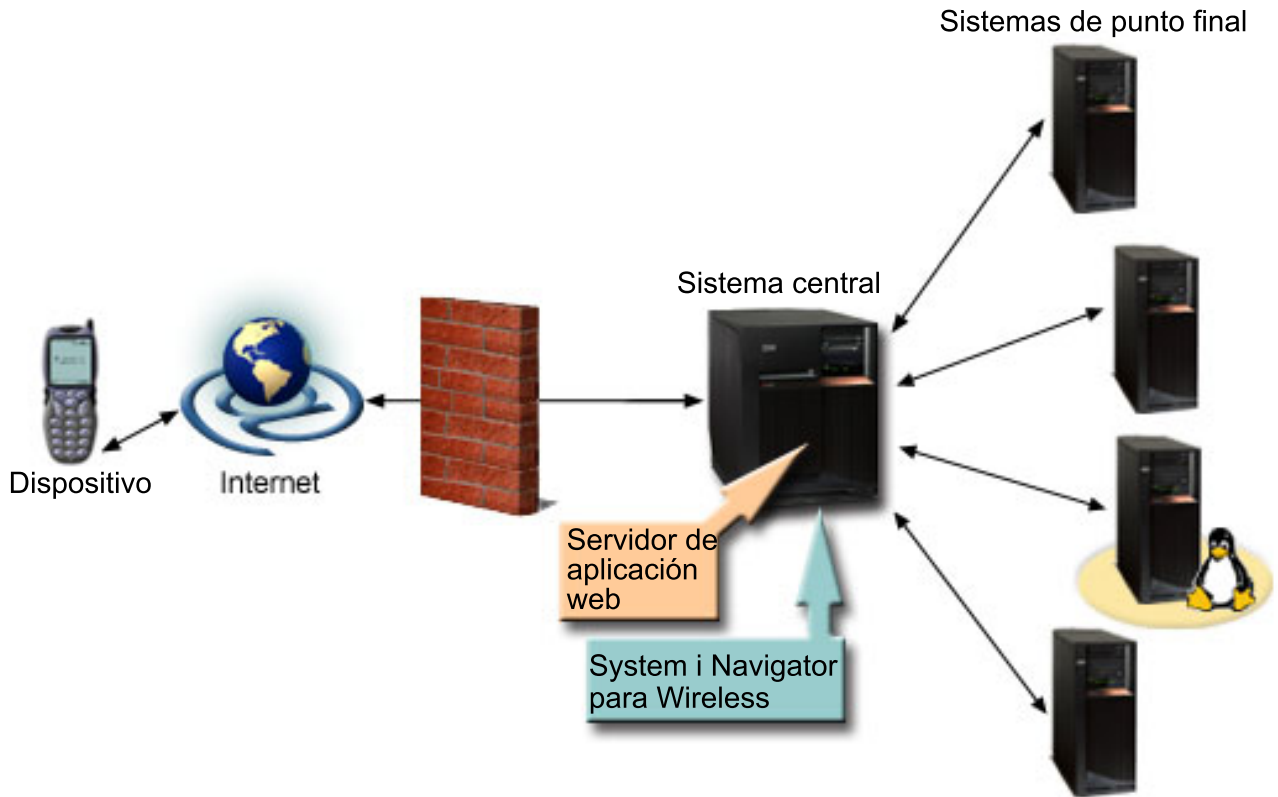 Sistemas de punto final
Sistema central
Dispositivo
Internet
Servidor de
aplicación
web
System i Navigator
para Wireless